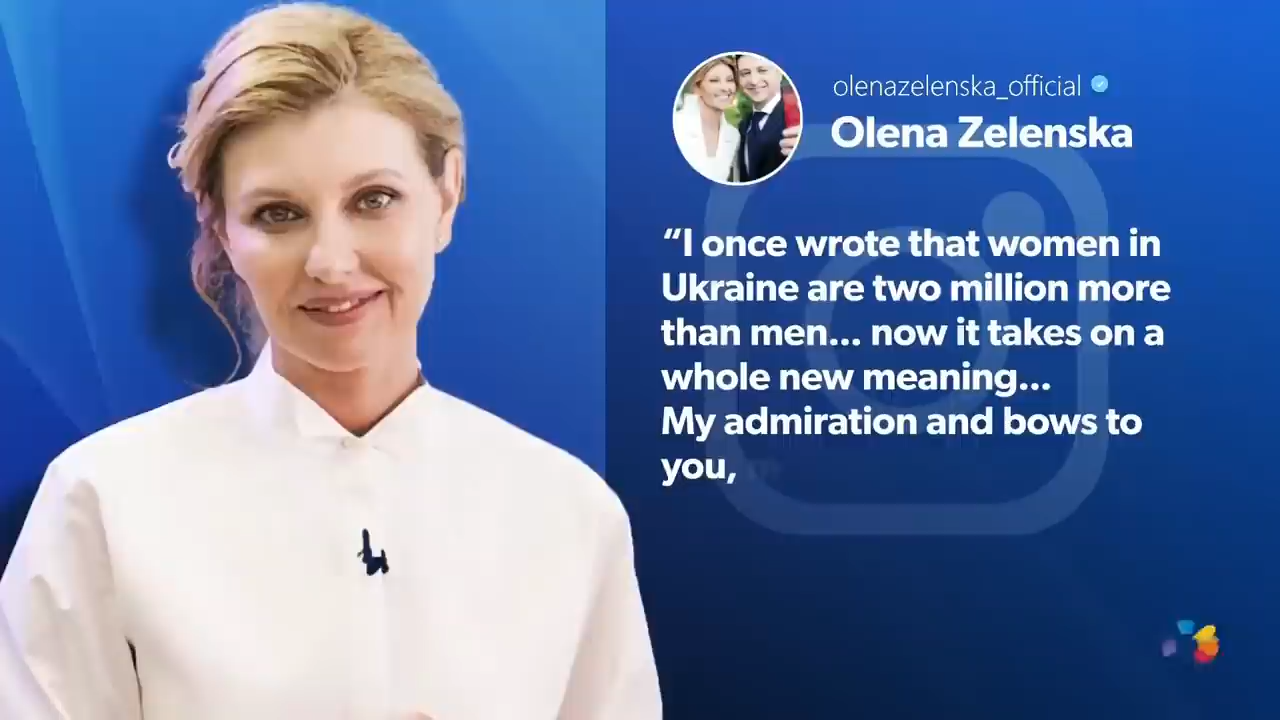 olenazelenska_official
Olena Zelenska
“I once wrote that women in
Ukraine are two million more
than men... now it takes on a
whole new meaning...
My admiration and bows to
you,